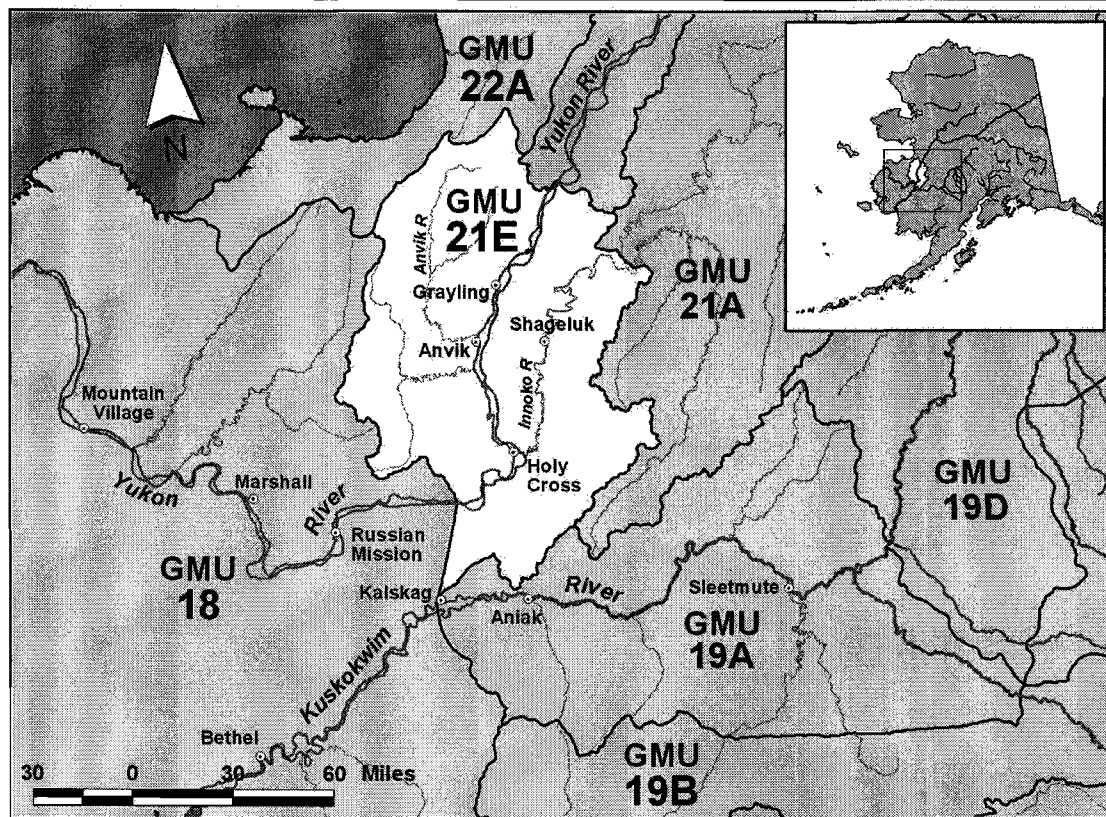 GMU
22A
Yukon River
N
GMU
21E
Anvik R
Grayling
Shageluk
Anvik
Innoko R
GMU
21A
Mountain
Village
Yukon
Marshall
River
Holy
Cross
Russian
Mission
GMU
19D
GMU
18
Kalskag
Aniak
River
Sleetmute
GMU
19A
Kuskokwim
Bethel
GMU
19B
30 0 30 60 Miles